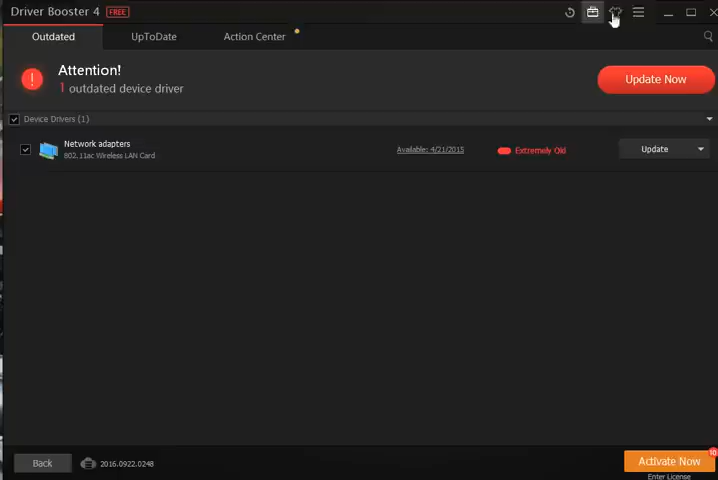 Driver Booster 4 FREE
Outdated UpToDate Action Center
Attention!
1 outdated device driver
Update Now
Device Drivers (1)
Network adapters
802.11ac Wireless LAN Card
Available: 4/21/2015
Extremely Old
Update
Back
2016.0922.0248
10
Activate Now
Enter License